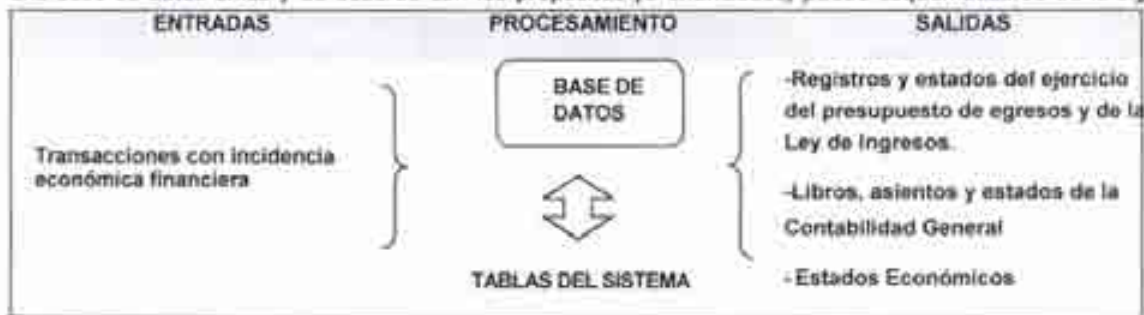 ENTRADAS
PROCESAMIENTO
SALIDAS
Transacciones con incidencia
económica financiera
BASE DE
DATOS
TABLAS DEL SISTEMA
-Registros y estados del ejercicio
del presupuesto de egresos y de la
Ley de Ingresos.
-Libros, asientos y estados de la
Contabilidad General
- Estados Económicos